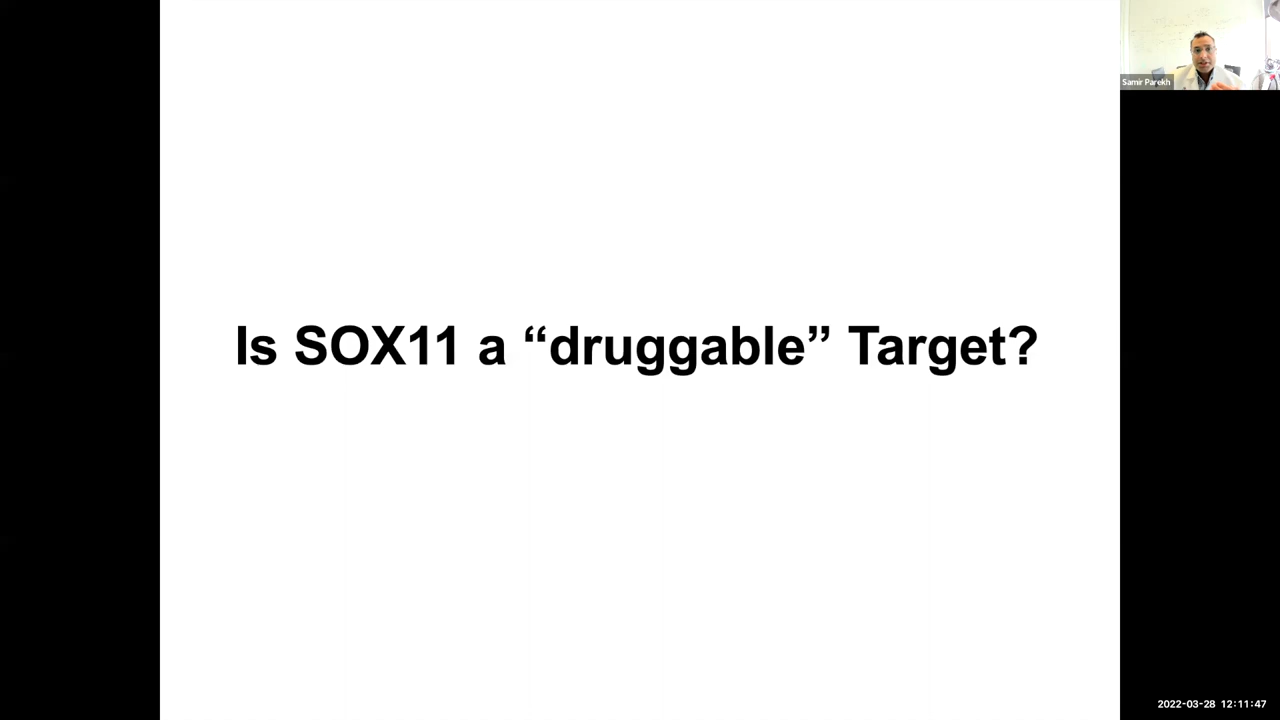 Samir Parekh
Is SOX11 a “druggable” Target?
2022-03-28 12:11:47